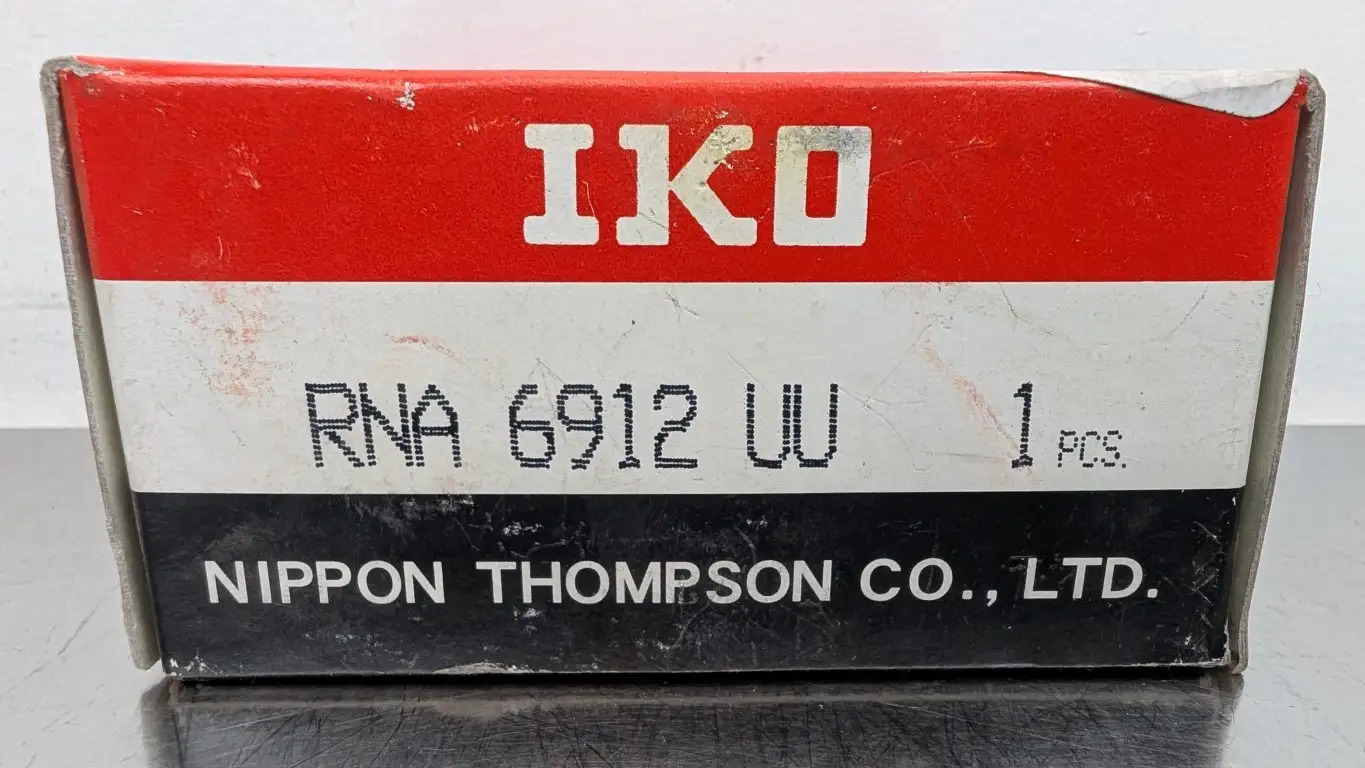 IKO
RNA 6912 UU 1 PCS.
NIPPON THOMPSON CO., LTD.